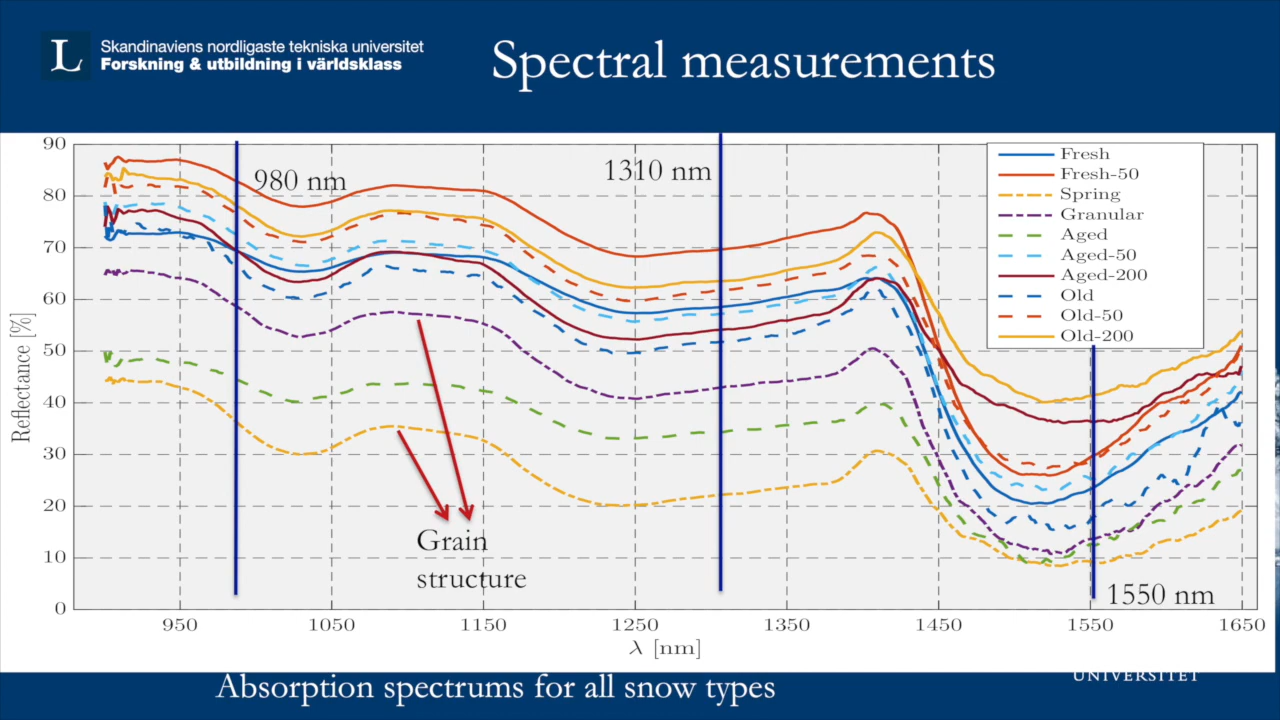 L
Skandinaviens nordligaste tekniska universitet
Forskning & utbildning i världsklass
Spectral measurements
90
80
70
60
50
40
30
20
10
0
Reflectance [%]
980 nm
1310 nm
1550 nm
Fresh
Fresh-50
Spring
Granular
Aged
Aged-50
Aged-200
Old
Old-50
Old-200
Grain
structure
950 1050 1150 1250 1350 1450 1550 1650
λ [nm]
Absorption spectrums for all snow types
UNIVERSITET